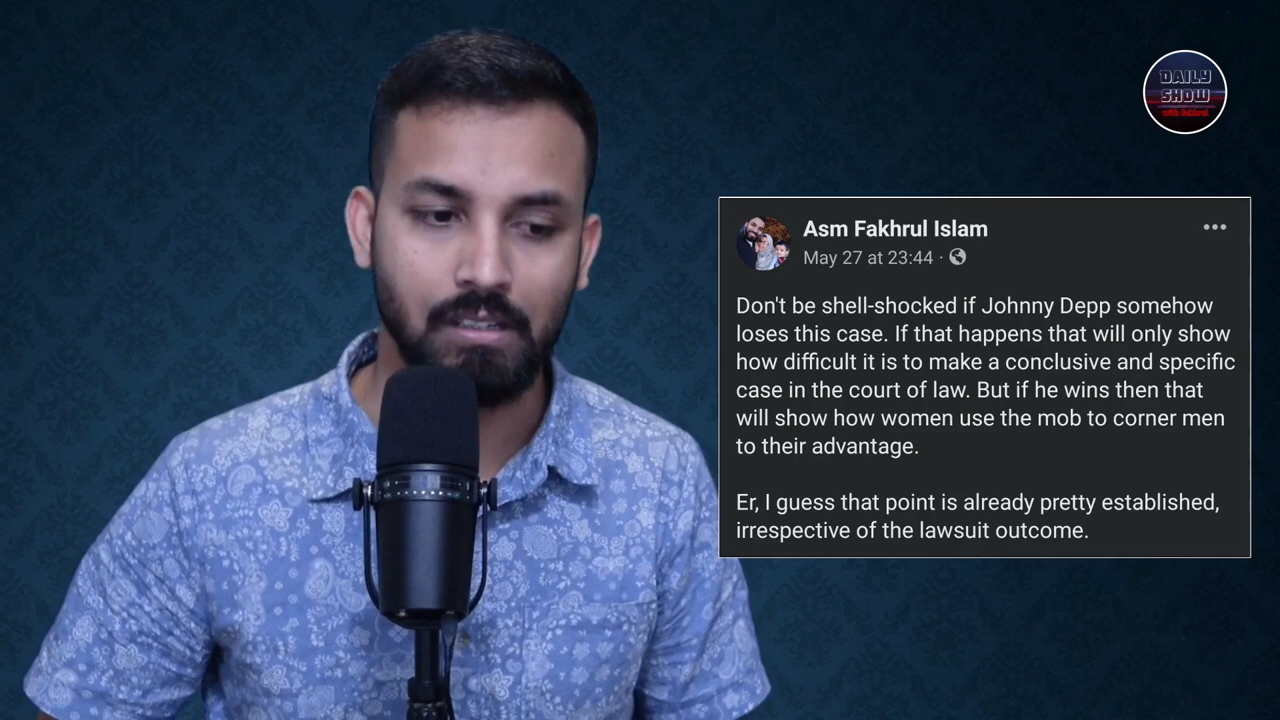 DAILY
SHOW
with Fakhrul
Asm Fakhrul Islam
May 27 at 23:44 ·
Don't be shell-shocked if Johnny Depp somehow
loses this case. If that happens that will only show
how difficult it is to make a conclusive and specific
case in the court of law. But if he wins then that
will show how women use the mob to corner men
to their advantage.
Er, I guess that point is already pretty established,
irrespective of the lawsuit outcome.